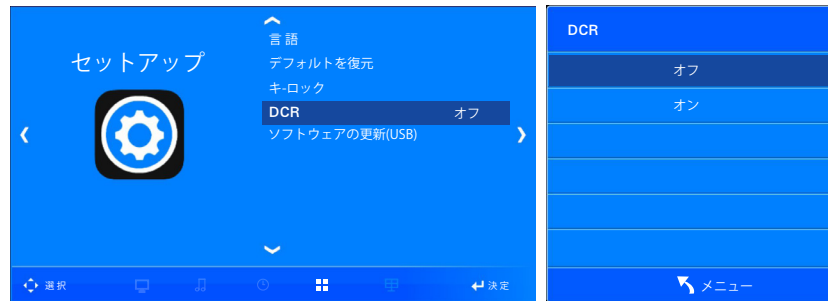 セットアップ
言語
デフォルトを復元
キ-ロック
DCR オフ
ソフトウェアの更新(USB)
選択
決定
DCR
オフ
オン
メニュー